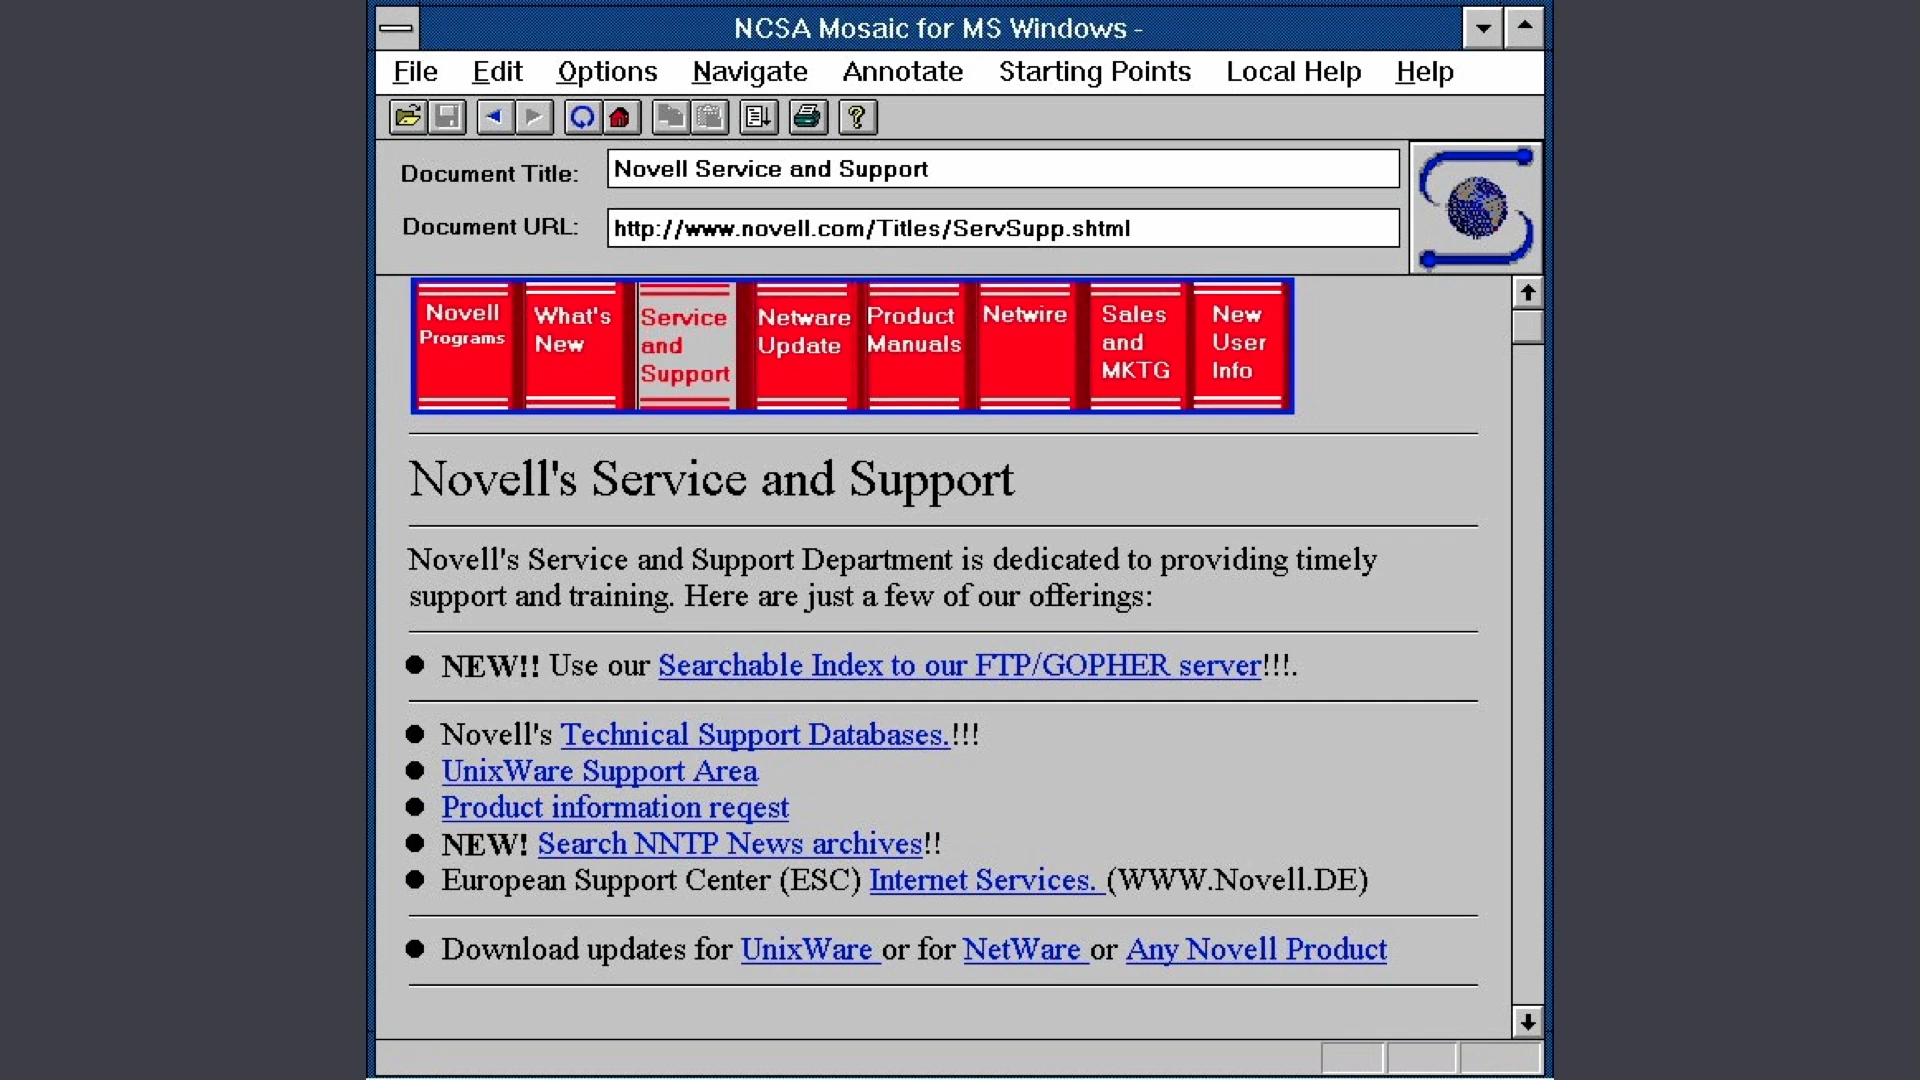 NCSA Mosaic for MS Windows -
File Edit Options Navigate Annotate Starting Points Local Help Help
?
Document Title: Novell Service and Support
Document URL: http://www.novell.com/Titles/ServSupp.shtml
Novell
Programs
What's
New
Service
and
Support
Netware
Update
Product
Manuals
Netwire
Sales
and
MKTG
New
User
Info
Novell's Service and Support
Novell's Service and Support Department is dedicated to providing timely
support and training. Here are just a few of our offerings:
● NEW!! Use our Searchable Index to our FTP/GOPHER server!!!.
● Novell's Technical Support Databases.!!!
● UnixWare Support Area
● Product information reqest
● NEW! Search NNTP News archives!!
● European Support Center (ESC) Internet Services. (WWW.Novell.DE)
● Download updates for UnixWare or for NetWare or Any Novell Product